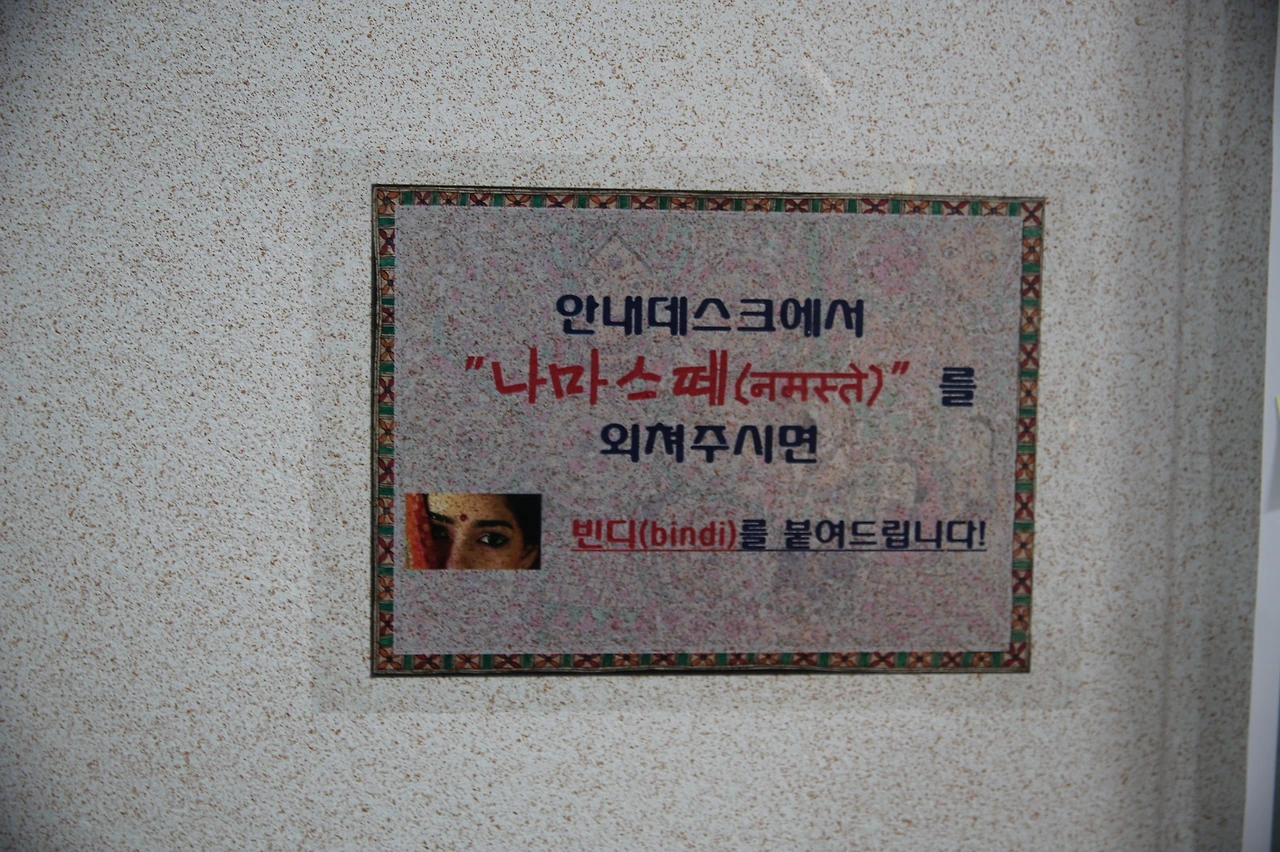 안내데스크에서
"나마스떼(नमस्ते)" 를
외쳐주시면
빈디(bindi)를 붙여드립니다!